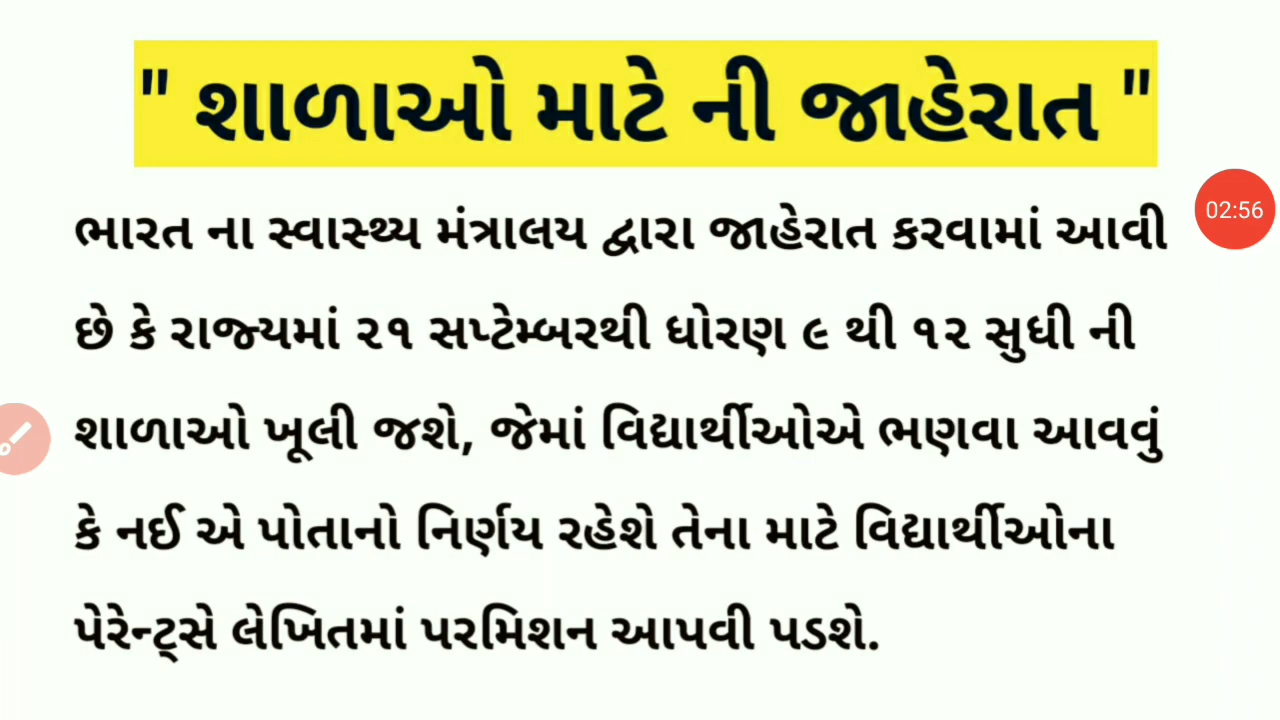 " શાળાઓ માટે ની જાહેરાત "
ભારત ના સ્વાસ્થ્ય મંત્રાલય દ્વારા જાહેરાત કરવામાં આવી
02:56
છે કે રાજ્યમાં ૨૧ સપ્ટેમ્બરથી ધોરણ ૯ થી ૧૨ સુધી ની
શાળાઓ ખૂલી જશે, જેમાં વિદ્યાર્થીઓએ ભણવા આવવું
કે નઈ એ પોતાનો નિર્ણય રહેશે તેના માટે વિદ્યાર્થીઓના
પેરેન્ટ્સે લેખિતમાં પરમિશન આપવી પડશે.